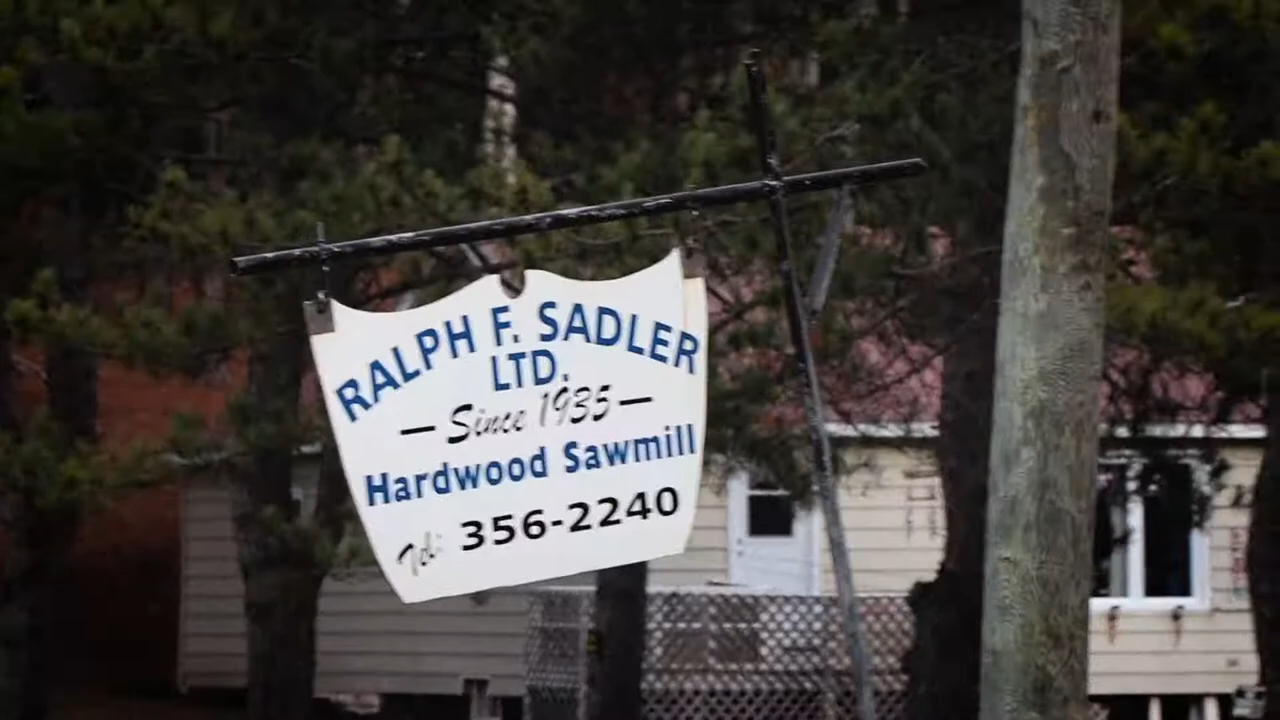 RALPH F. SADLER
LTD.
— Since 1935 —
Hardwood Sawmill
Tel: 356-2240